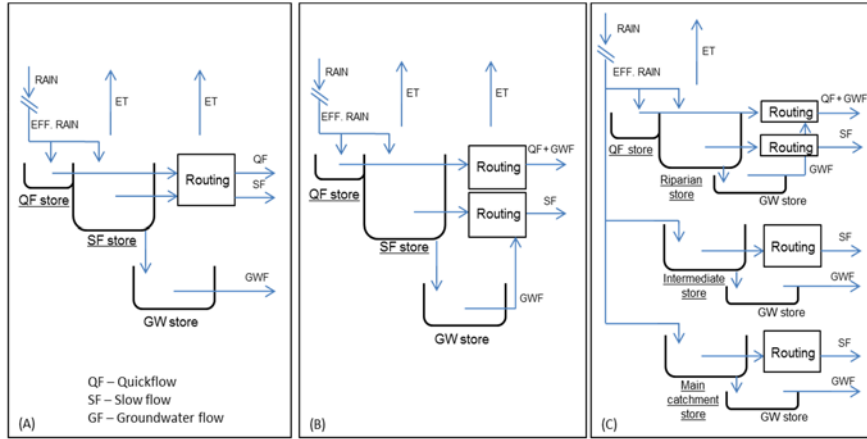 RAIN
EFF. RAIN
ET
ET
QF store
SF store
Routing
QF
SF
GWF
GW store
QF – Quickflow
SF – Slow flow
GF – Groundwater flow
(A)
RAIN
EFF. RAIN
ET
ET
QF store
SF store
Routing
QF + GWF
Routing
SF
GWF
GW store
(B)
RAIN
EFF. RAIN
ET
QF store
Riparian
store
Routing
QF + GWF
Routing
SF
GWF
GW store
Intermediate
store
Routing
SF
GWF
GW store
Main
catchment
store
Routing
SF
GWF
GW store
(C)